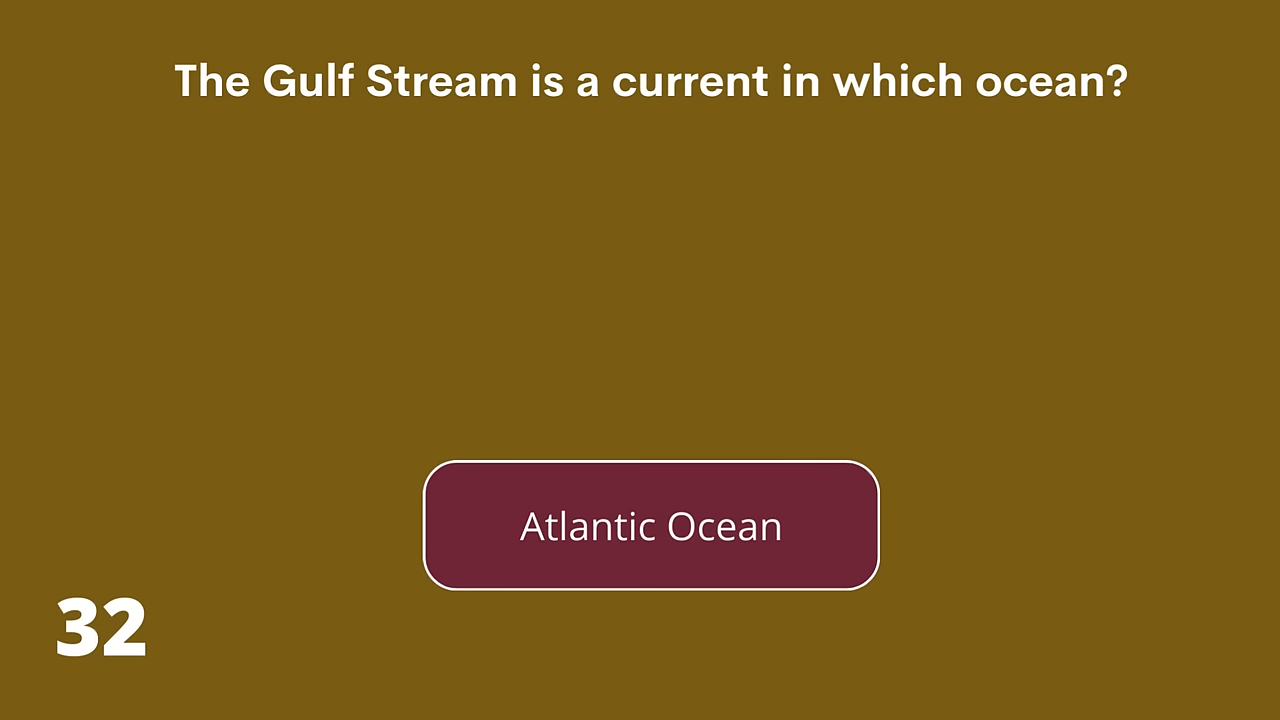 The Gulf Stream is a current in which ocean?
Atlantic Ocean
32